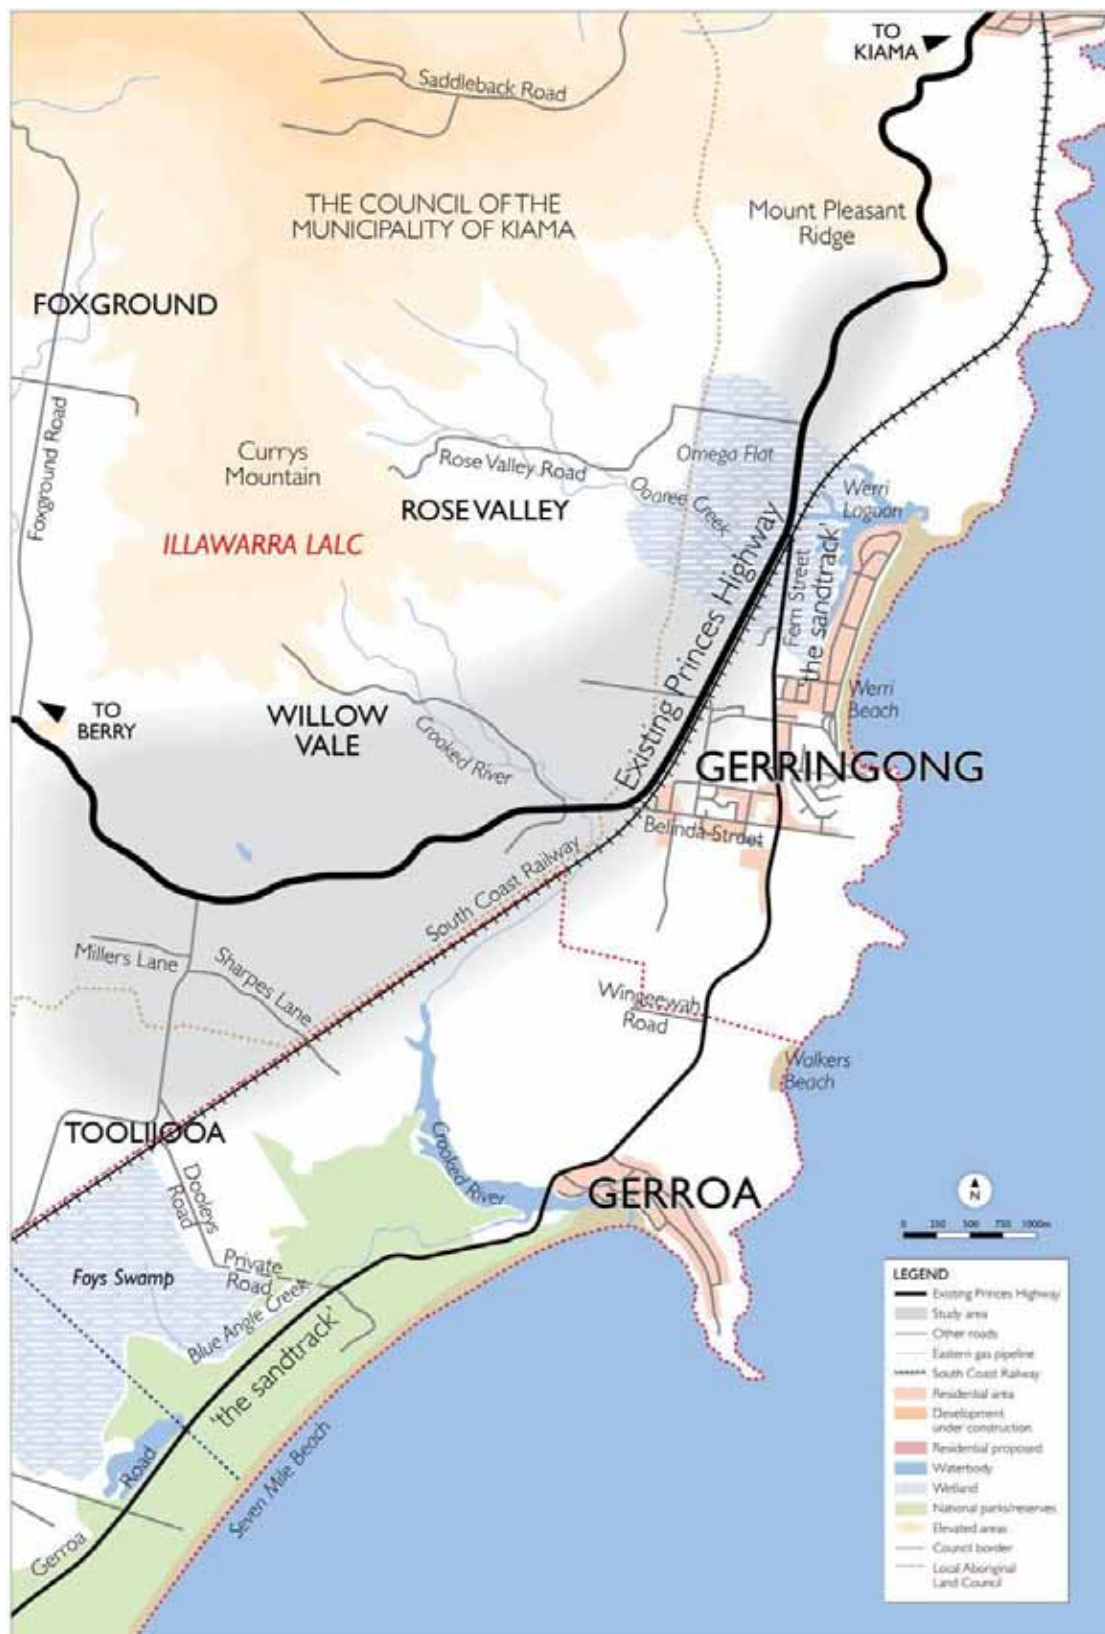 TO
KIAMA
Saddleback Road
THE COUNCIL OF THE
MUNICIPALITY OF KIAMA
Mount Pleasant
Ridge
FOXGROUND
Foxground Road
Currys
Mountain
Rose Valley Road
Omega Flat
Ooaree Creek
Werri
Lagoon
ROSE VALLEY
ILLAWARRA LALC
Existing Princes Highway
Fern Street
'the sandtrack'
Werri
Beach
TO
BERRY
WILLOW
VALE
Crooked River
GERRINGONG
Belinda Street
South Coast Railway
Millers Lane
Sharpes Lane
Wingeewah
Road
Walkers
Beach
TOOLIJOOA
Dooleys
Road
Crooked River
GERROA
N
0 250 500 750 1000m
Foys Swamp
Private
Road
Blue Angle Creek
'the sandtrack'
Seven Mile Beach
Gerroa Road
LEGEND
Existing Princes Highway
Study area
Other roads
Eastern gas pipeline
South Coast Railway
Residential area
Development
under construction
Residential proposed
Waterbody
Wetland
National parks/reserves
Elevated areas
Council border
Local Aboriginal
Land Council